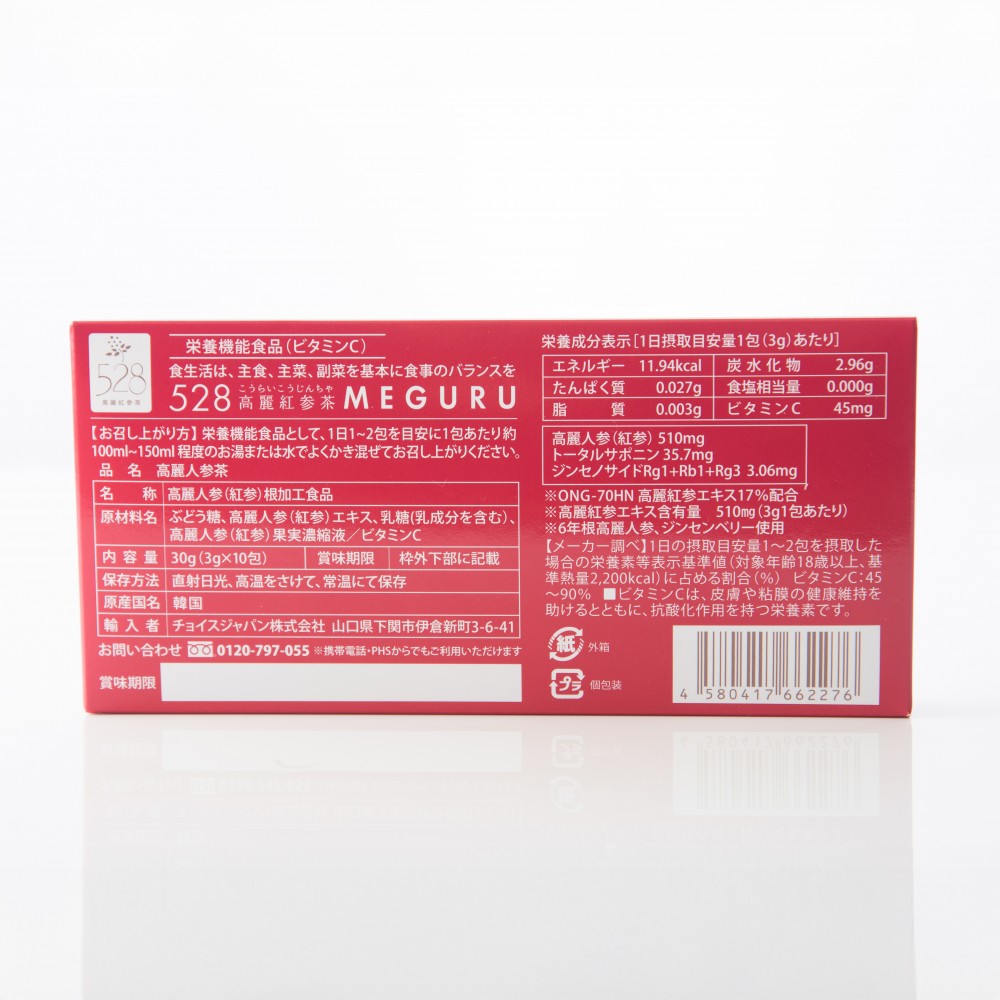 528
高麗紅参茶
栄養機能食品(ビタミンC)
食生活は、主食、主菜、副菜を基本に食事のバランスを
こうらいこうじんちゃ
528 高麗紅参茶 MEGURU
【お召し上がり方】栄養機能食品として、1日1~2包を目安に1包あたり約
100ml~150ml程度のお湯または水でよくかき混ぜてお召し上がりください。
品 名 高麗人参茶
名 称 高麗人参(紅参)根加工食品
原材料名 ぶどう糖、高麗人参(紅参)エキス、乳糖(乳成分を含む)、
高麗人参(紅参)果実濃縮液/ビタミンC
内 容 量 30g(3g×10包) 賞味期限 枠外下部に記載
保存方法 直射日光、高温をさけて、常温にて保存
原産国名 韓国
輸 入 者 チョイスジャパン株式会社 山口県下関市伊倉新町3-6-41
お問い合わせ 0120-797-055 ※携帯電話・PHSからでもご利用いただけます
賞味期限
栄養成分表示[1日摂取目安量1包(3g)あたり]
エネルギー 11.94kcal 炭水化物 2.96g
たんぱく質 0.027g 食塩相当量 0.000g
脂 質 0.003g ビタミンC 45mg
高麗人参(紅参) 510mg
トータルサポニン 35.7mg
ジンセノサイドRg1+Rb1+Rg3 3.06mg
※ONG-70HN 高麗紅参エキス17%配合
※高麗紅参エキス含有量 510mg(3g1包あたり)
※6年根高麗人参、ジンセンベリー使用
【メーカー調べ】1日の摂取目安量1~2包を摂取した
場合の栄養素等表示基準値(対象年齢18歳以上、基
準熱量2,200kcal)に占める割合(%) ビタミンC:45
~90% ■ビタミンCは、皮膚や粘膜の健康維持を
助けるとともに、抗酸化作用を持つ栄養素です。
紙 外箱
プラ 個包装
4 580417 662276